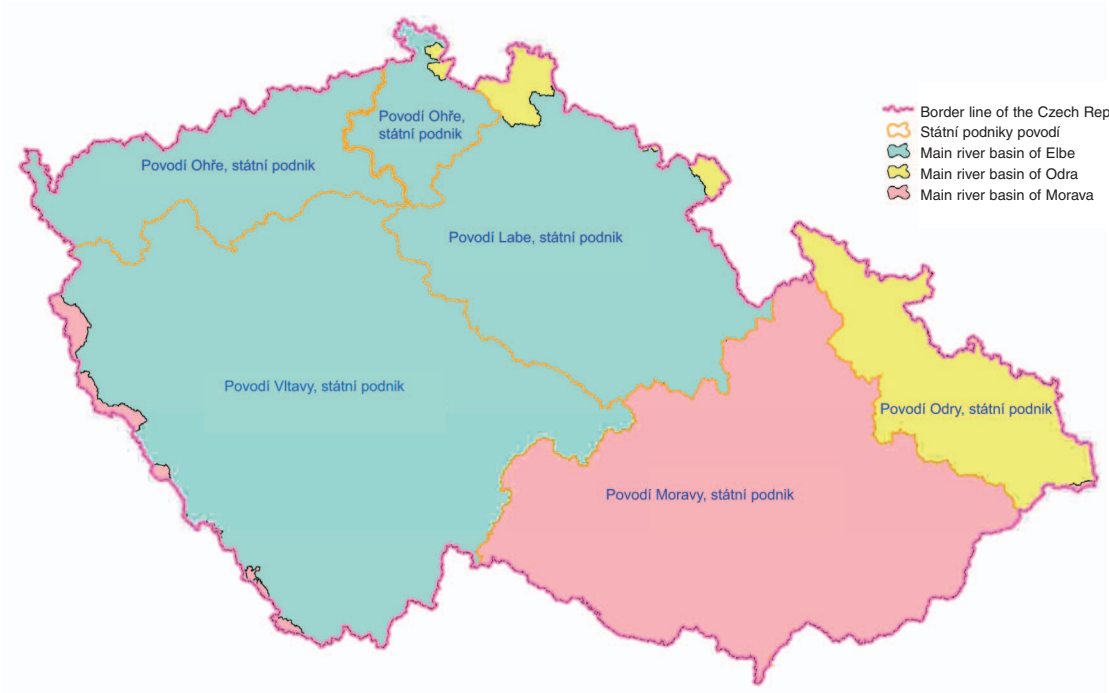 Povodí Ohře,
státní podnik
Povodí Ohře, státní podnik
Povodí Labe, státní podnik
Povodí Vltavy, státní podnik
Povodí Odry, státní podnik
Povodí Moravy, státní podnik
Border line of the Czech Rep
Státní podniky povodí
Main river basin of Elbe
Main river basin of Odra
Main river basin of Morava